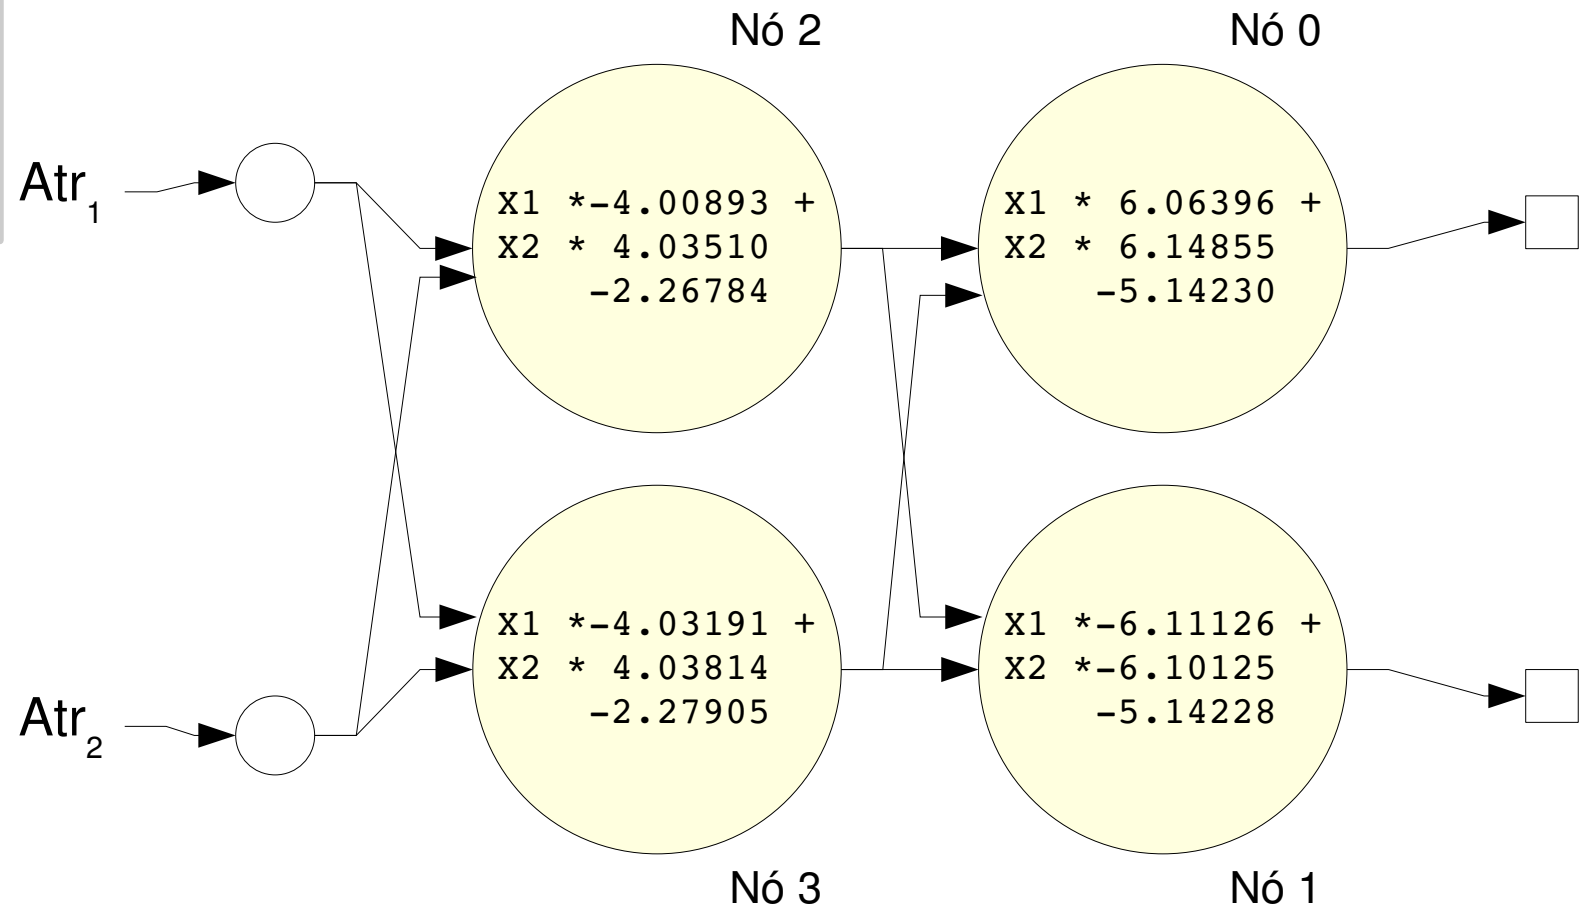 Nó 2
Nó 0
Atr1
X1 *-4.00893 +
X2 * 4.03510
-2.26784
X1 * 6.06396 +
X2 * 6.14855
-5.14230
Atr2
X1 *-4.03191 +
X2 * 4.03814
-2.27905
X1 *-6.11126 +
X2 *-6.10125
-5.14228
Nó 3
Nó 1